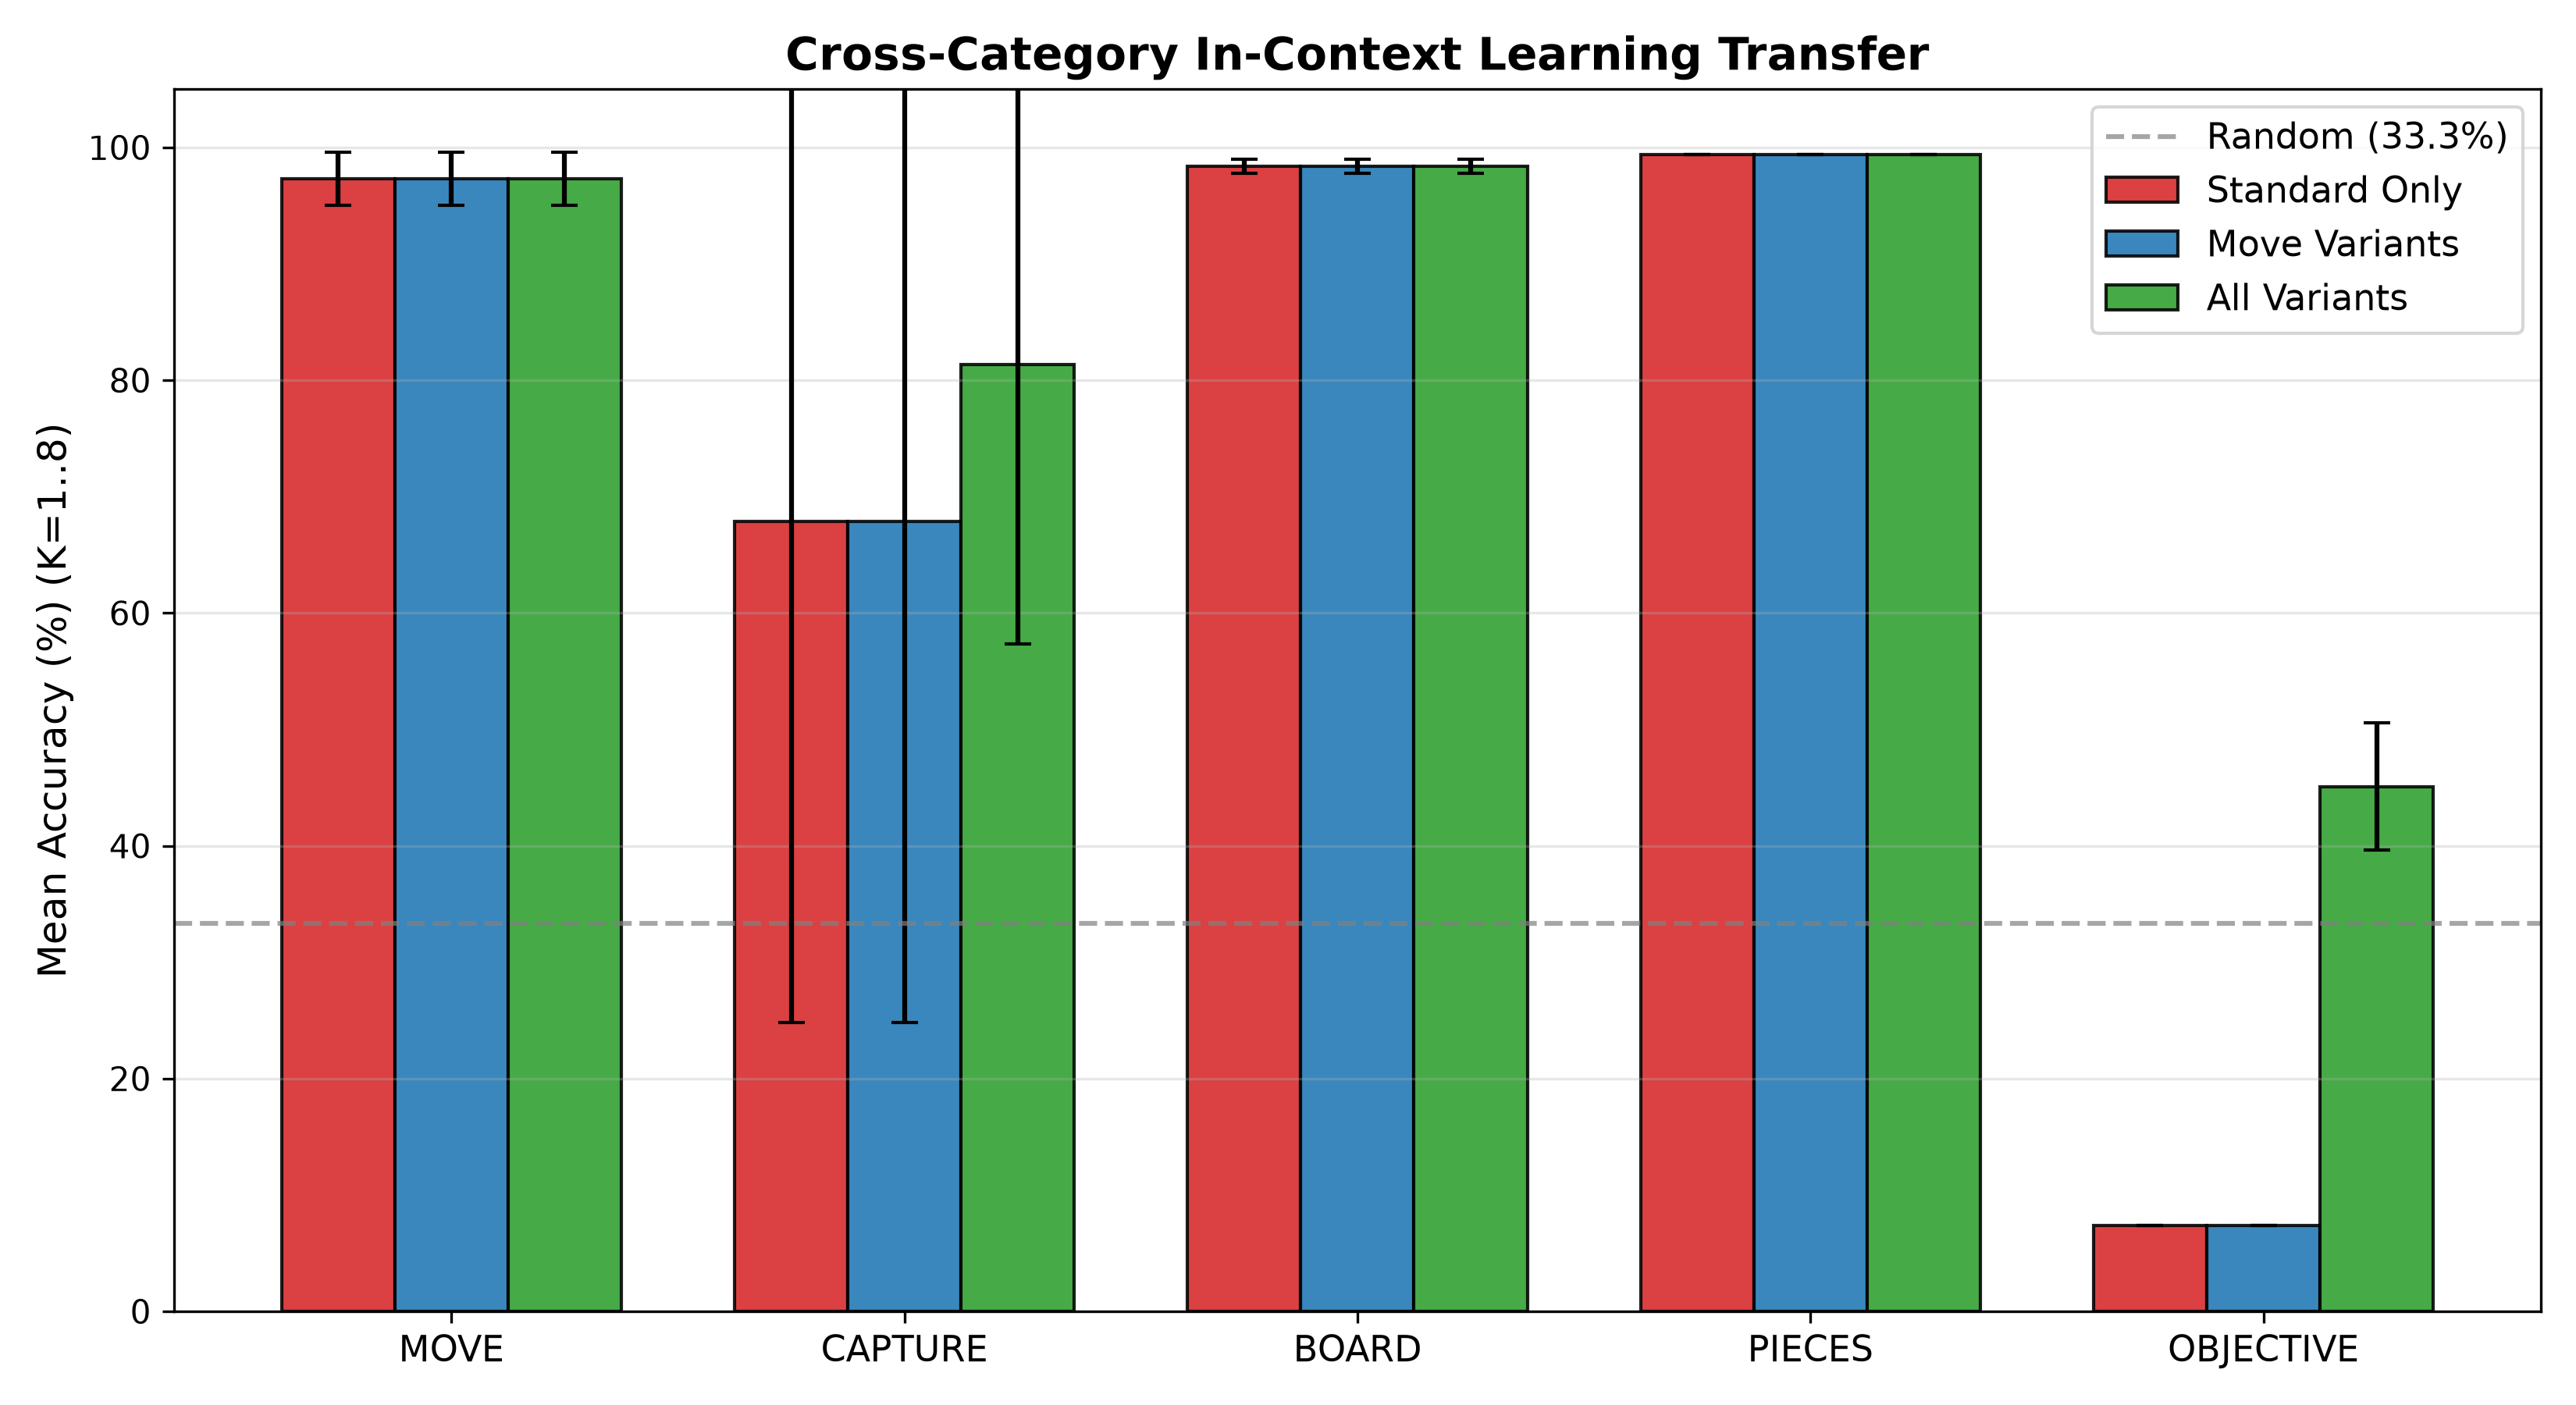 Cross-Category In-Context Learning Transfer
Mean Accuracy (%) (K=1..8)
100
80
60
40
20
0
Random (33.3%)
Standard Only
Move Variants
All Variants
MOVE
CAPTURE
BOARD
PIECES
OBJECTIVE